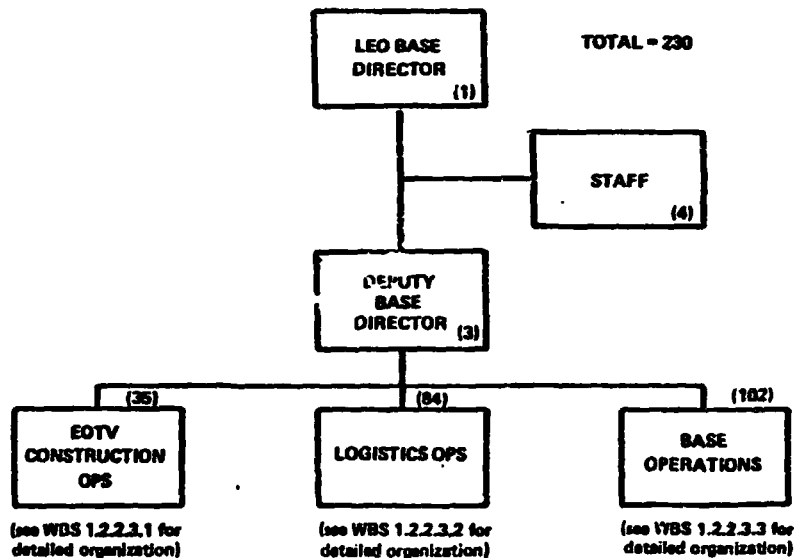 LEO BASE
DIRECTOR
(1)
TOTAL = 230
STAFF
(4)
DEPUTY
BASE
DIRECTOR
(3)
(35)
EOTV
CONSTRUCTION
OPS
(see WBS 1.2.2.3.1 for
detailed organization)
(84)
LOGISTICS OPS
(see WBS 1.2.2.3.2 for
detailed organization)
(102)
BASE
OPERATIONS
(see WBS 1.2.2.3.3 for
detailed organization)